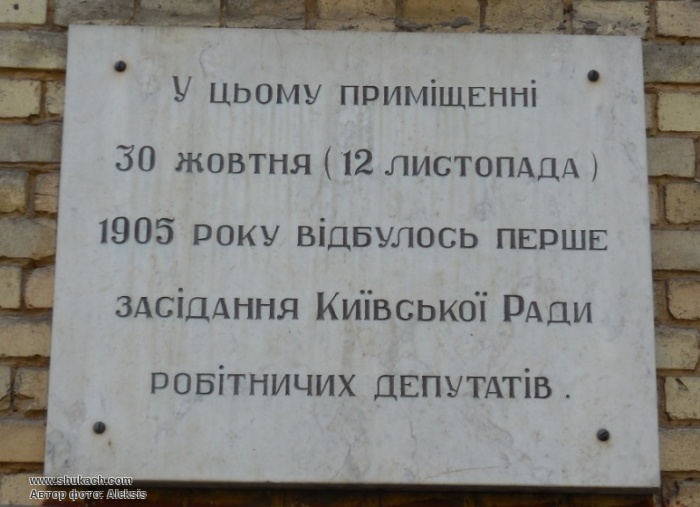 У цьому приміщенні
30 жовтня (12 листопада)
1905 року відбулось перше
засідання Київської Ради
робітничих депутатів.
www.shukach.com
Автор фото: Aleksis